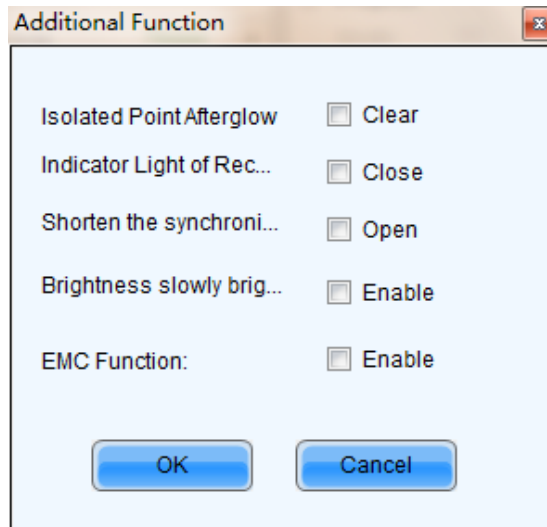 Additional Function
x
Isolated Point Afterglow Clear
Indicator Light of Rec... Close
Shorten the synchroni... Open
Brightness slowly brig... Enable
EMC Function: Enable
OK Cancel